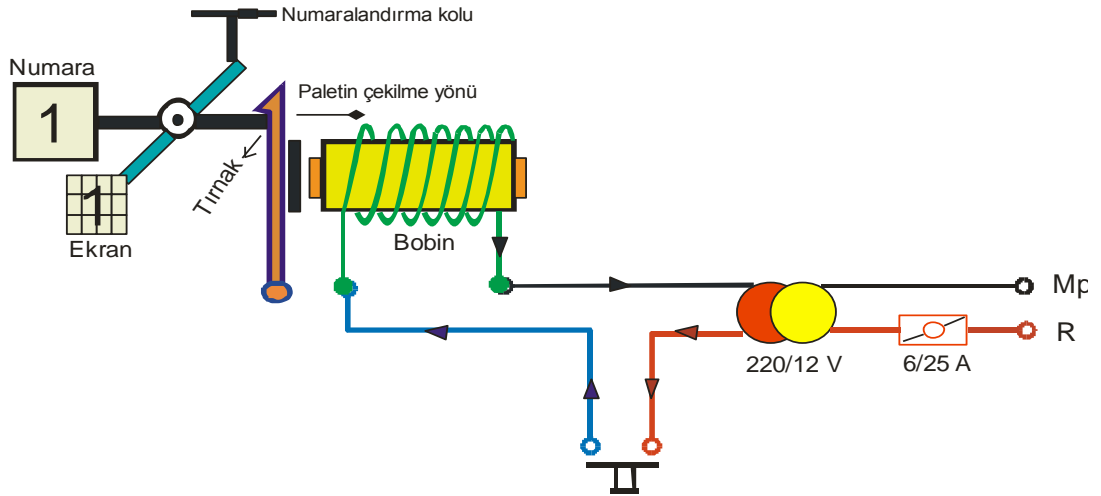 Numaralandırma kolu
Numara
1
Paletin çekilme yönü
Tırnak
1
Ekran
Bobin
Mp
R
220/12 V
6/25 A